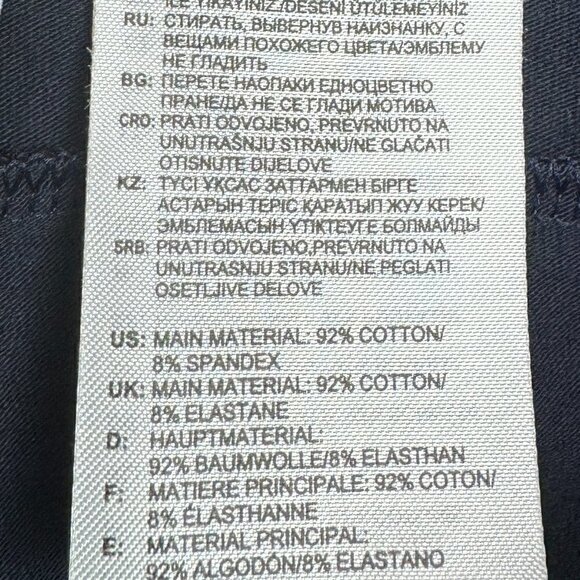 İLE YIKAYINIZ./DESENİ ÜTÜLEMEYİNİZ
RU: СТИРАТЬ, ВЫВЕРНУВ НАИЗНАНКУ, С
ВЕЩАМИ ПОХОЖЕГО ЦВЕТА/ЭМБЛЕМУ
НЕ ГЛАДИТЬ
BG: ПЕРЕТЕ НАОПАКИ ЕДНОЦВЕТНО
ПРАНЕ/ДА НЕ СЕ ГЛАДИ МОТИВА
CRO: PRATI ODVOJENO, PREVRNUTO NA
UNUTRAŠNJU STRANU/NE GLAČATI
OTISNUTE DIJELOVE
KZ: ТҮСІ ҰҚСАС ЗАТТАРМЕН БІРГЕ
АСТАРЫН ТЕРІС ҚАРАТЫП ЖУУ КЕРЕК/
ЭМБЛЕМАСЫН ҮТІКТЕУГЕ БОЛМАЙДЫ
SRB: PRATI ODVOJENO,PREVRNUTO NA
UNUTRASNJU STRANU/NE PEGLATI
OSETLJIVE DELOVE
US: MAIN MATERIAL: 92% COTTON/
8% SPANDEX
UK: MAIN MATERIAL: 92% COTTON/
8% ELASTANE
D: HAUPTMATERIAL:
92% BAUMWOLLE/8% ELASTHAN
F: MATIERE PRINCIPALE: 92% COTON/
8% ÉLASTHANNE
E: MATERIAL PRINCIPAL:
92% ALGODÓN/8% ELASTANO